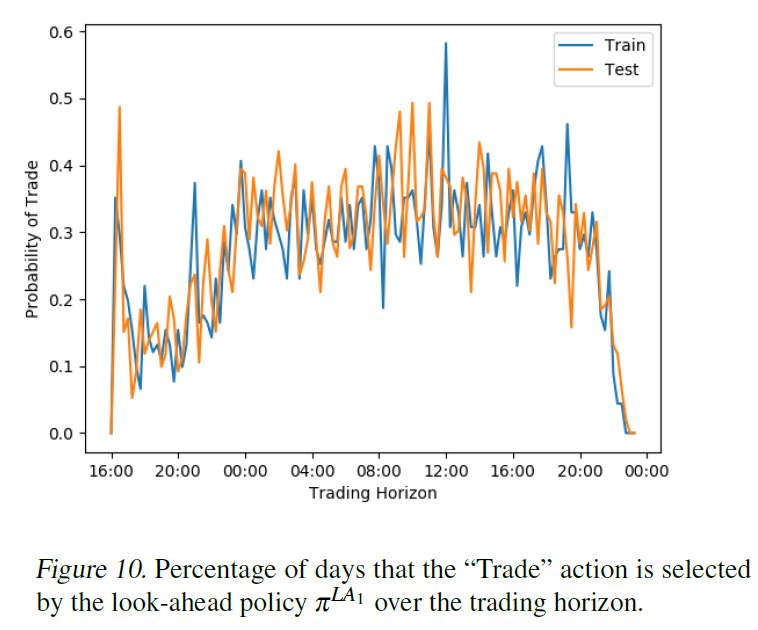 0.6
0.5
0.4
0.3
0.2
0.1
0.0
Probability of Trade
Train
Test
16:00 20:00 00:00 04:00 08:00 12:00 16:00 20:00 00:00
Trading Horizon
Figure 10. Percentage of days that the “Trade” action is selected
by the look-ahead policy π^{LA_1} over the trading horizon.